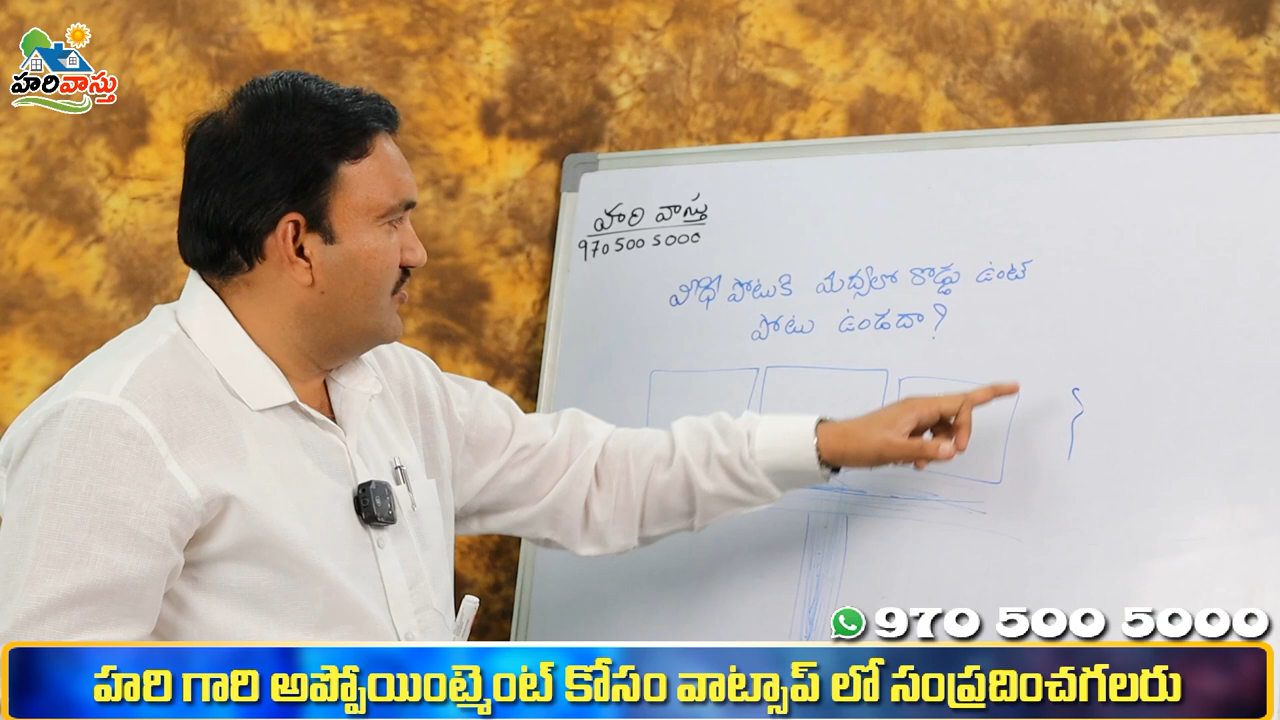 హరివాస్తు
హరి వాస్తు
970 500 5000
వీధి పోటుకి మధ్యలో రొడ్డు ఉంటే
పోటు ఉండదా?
970 500 5000
హరి గారి అప్పోయింట్మెంట్ కోసం వాట్సాప్ లో సంప్రదించగలరు